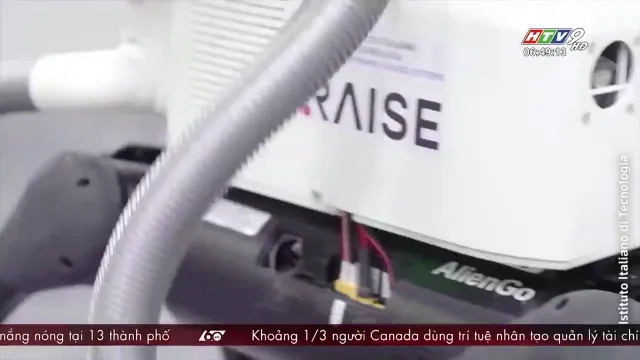 HTV9
HD
06:49:13
RAISE
AlienGo
Istituto Italiano di Tecnologia
nắng nóng tại 13 thành phố
60
Khoảng 1/3 người Canada dùng trí tuệ nhân tạo quản lý tài chí